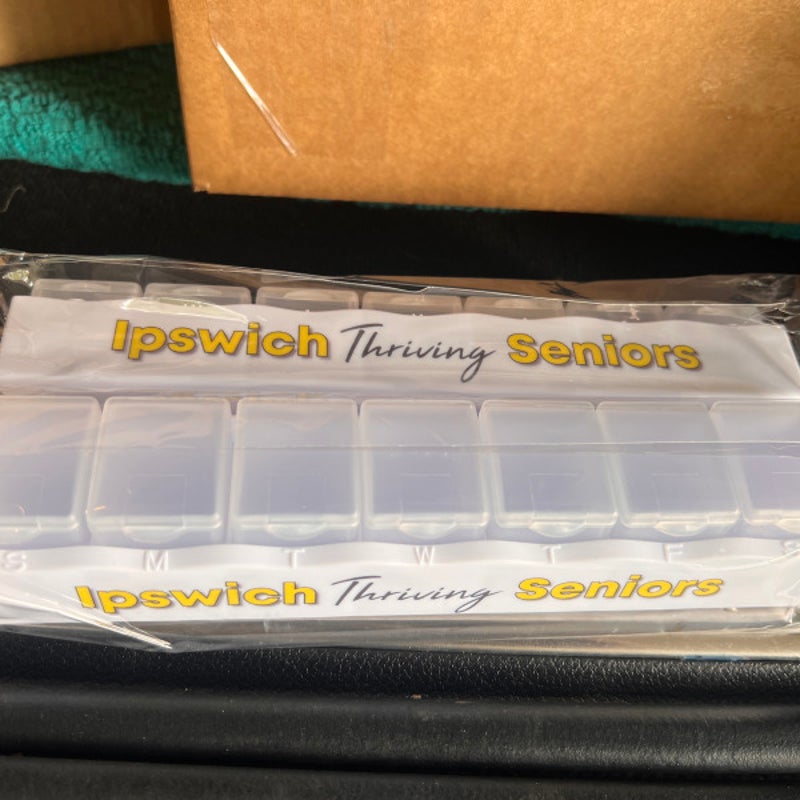 Ipswich Thriving Seniors
S M T W T F S
Ipswich Thriving Seniors